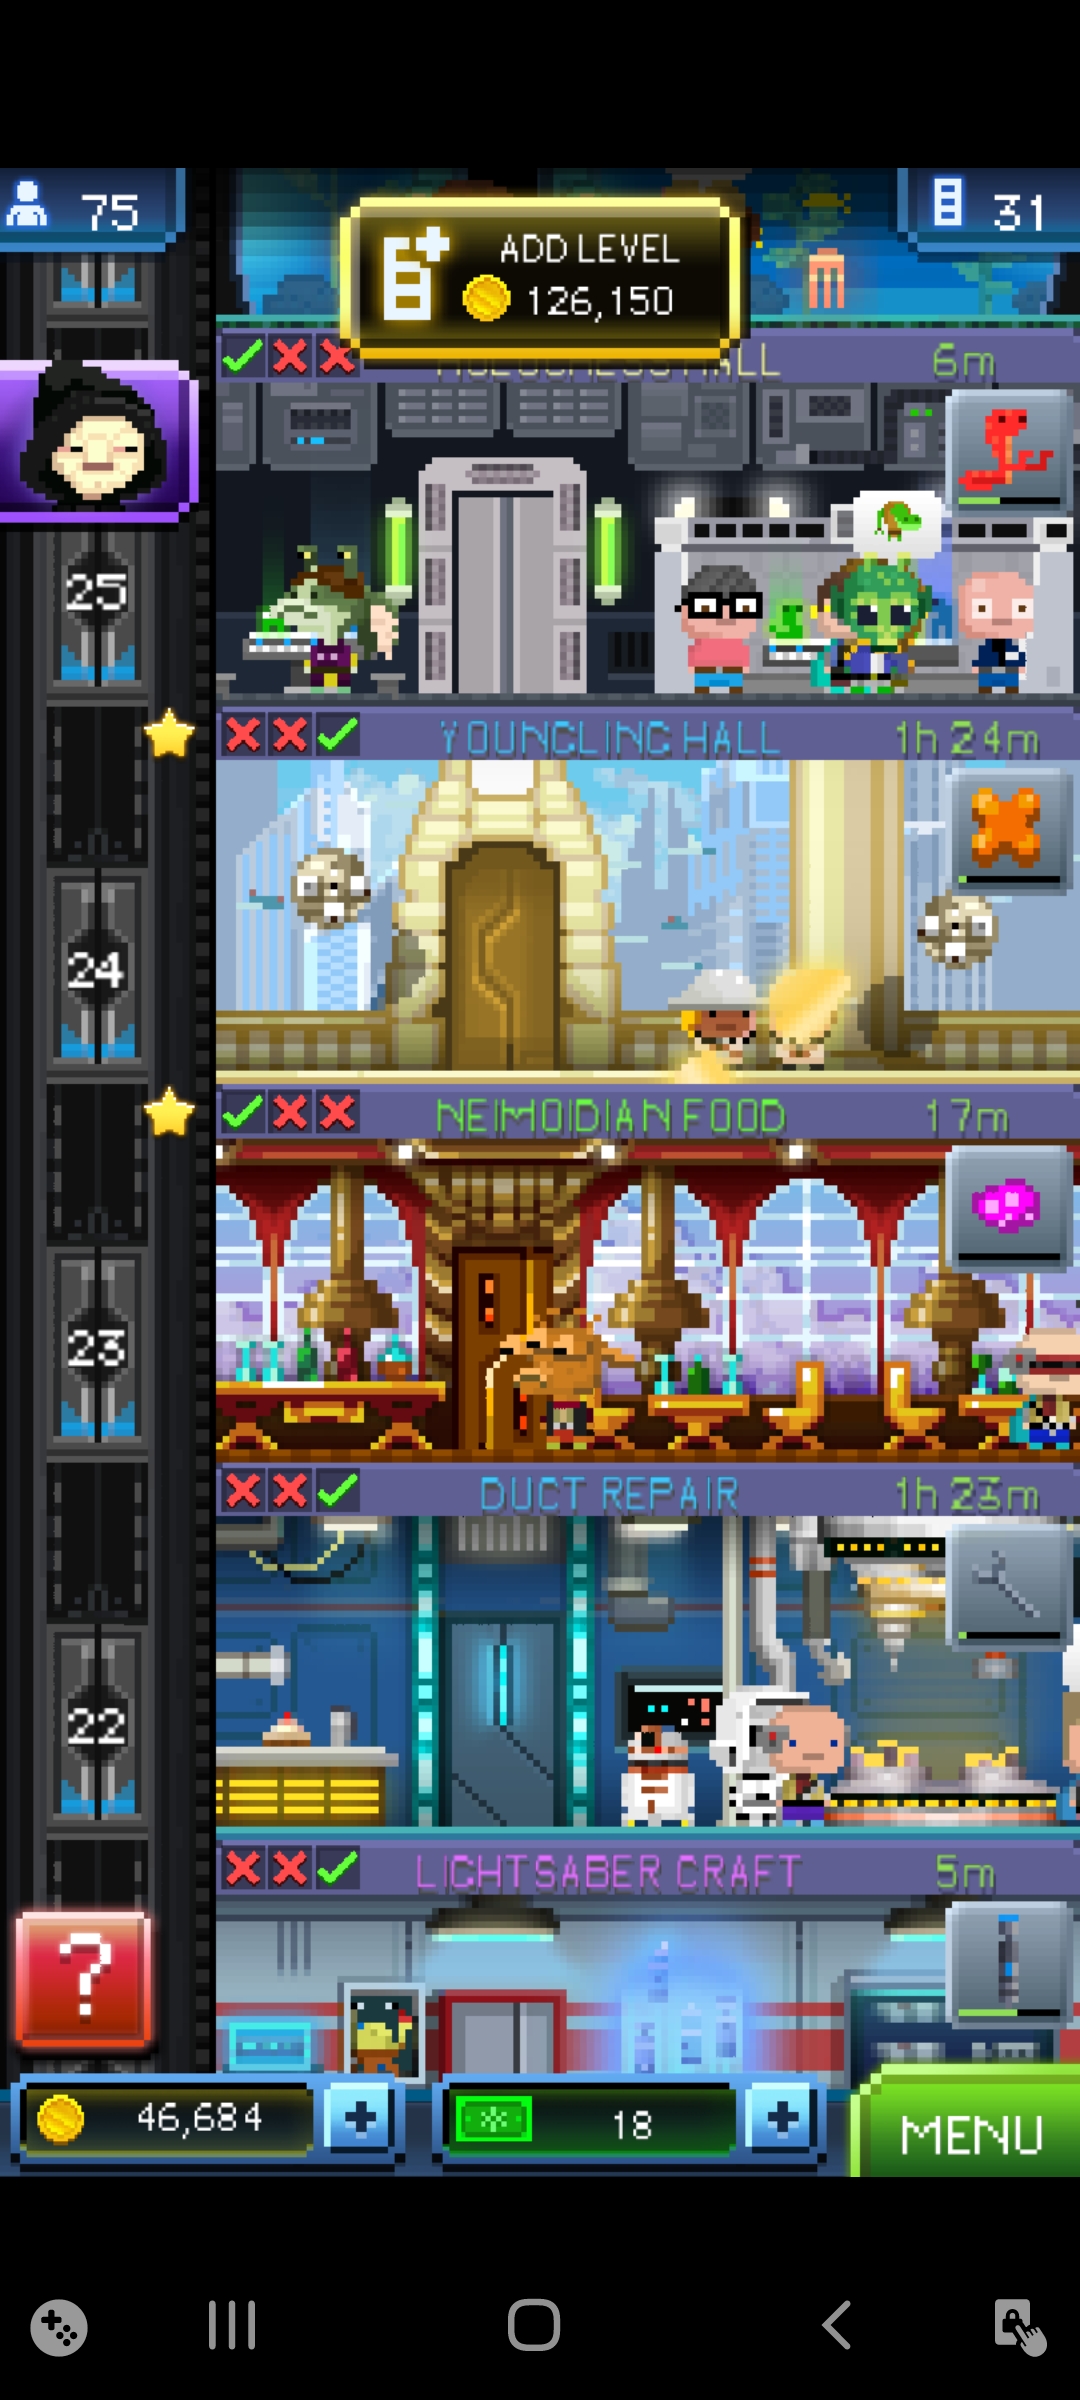 75
ADD LEVEL
126,150
31
6m
25
YOUNGLING HALL
1h 24m
24
NEIMOIDIAN FOOD
17m
23
DUCT REPAIR
1h 23m
22
LIGHTSABER CRAFT
5m
?
46,684
+
18
+
MENU